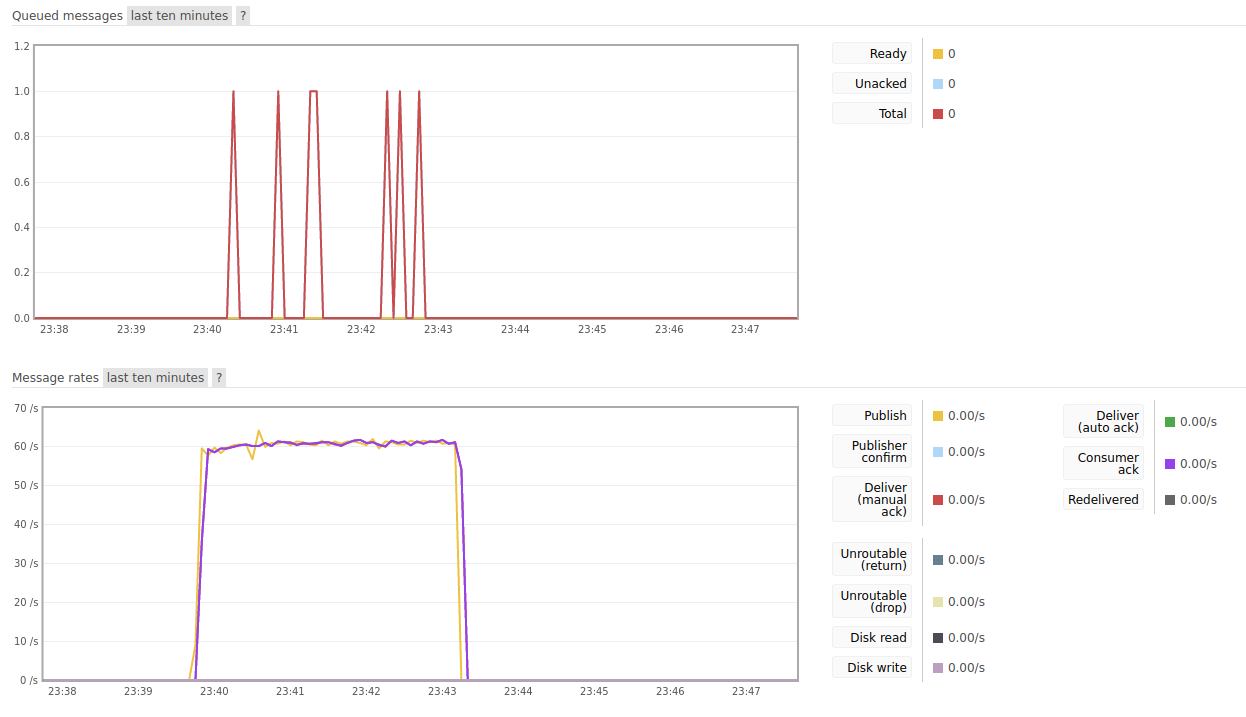 Queued messages last ten minutes ?
1.2
1.0
0.8
0.6
0.4
0.2
0.0
23:38 23:39 23:40 23:41 23:42 23:43 23:44 23:45 23:46 23:47
Ready 0
Unacked 0
Total 0
Message rates last ten minutes ?
70 /s
60 /s
50 /s
40 /s
30 /s
20 /s
10 /s
0 /s
23:38 23:39 23:40 23:41 23:42 23:43 23:44 23:45 23:46 23:47
Publish 0.00/s
Publisher
confirm 0.00/s
Deliver
(manual 0.00/s
ack)
Unroutable
(return) 0.00/s
Unroutable
(drop) 0.00/s
Disk read 0.00/s
Disk write 0.00/s
Deliver
(auto ack) 0.00/s
Consumer
ack 0.00/s
Redelivered 0.00/s